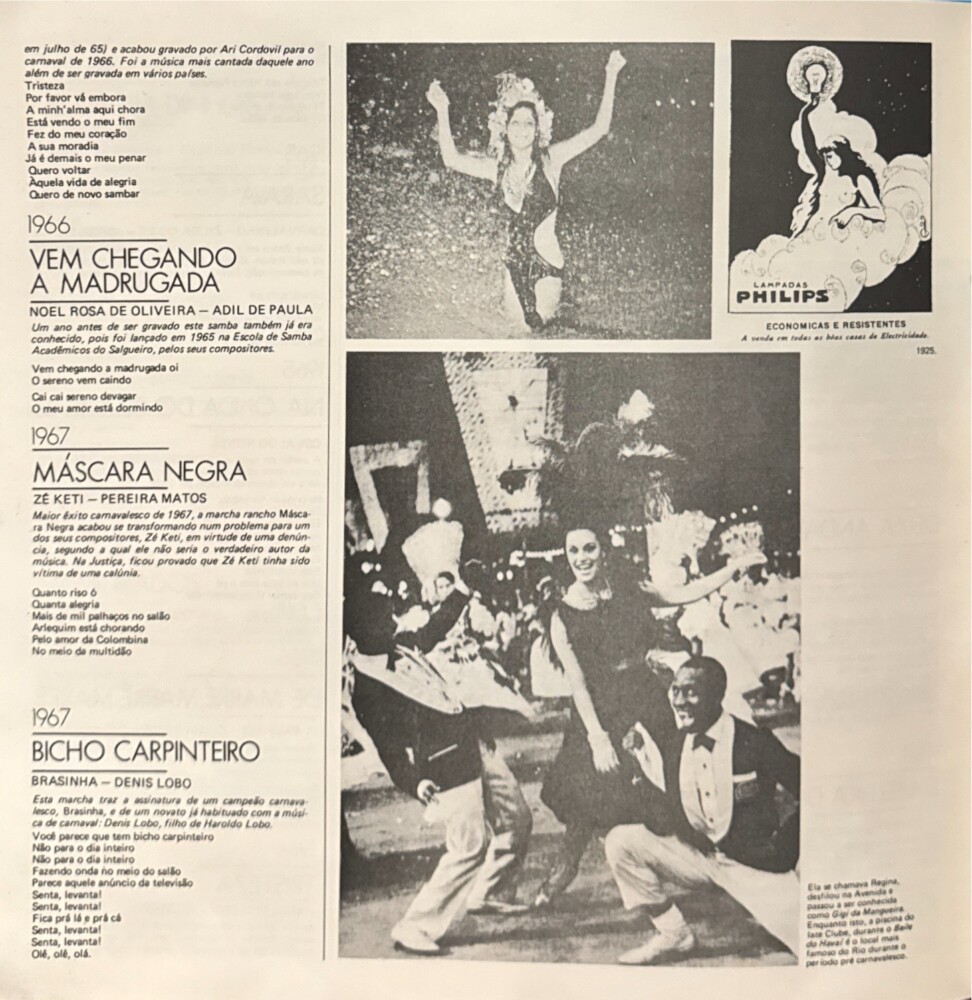 em julho de 65) e acabou gravado por Ari Cordovil para o
carnaval de 1966. Foi a música mais cantada daquele ano
além de ser gravada em vários países.
Tristeza
Por favor vá embora
A minh'alma aqui chora
Está vendo o meu fim
Fez do meu coração
A sua moradia
Já é demais o meu penar
Quero voltar
Àquela vida de alegria
Quero de novo sambar
1966
VEM CHEGANDO
A MADRUGADA
NOEL ROSA DE OLIVEIRA – ADIL DE PAULA
Um ano antes de ser gravado este samba também já era
conhecido, pois foi lançado em 1965 na Escola de Samba
Acadêmicos do Salgueiro, pelos seus compositores.
Vem chegando a madrugada oi
O sereno vem caindo
Cai cai sereno devagar
O meu amor está dormindo
1967
MÁSCARA NEGRA
ZÉ KETI – PEREIRA MATOS
Maior êxito carnavalesco de 1967, a marcha rancho Másca-
ra Negra acabou se transformando num problema para um
dos seus compositores, Zé Keti, em virtude de uma denún-
cia, segundo a qual ele não seria o verdadeiro autor da
música. Na Justiça, ficou provado que Zé Keti tinha sido
vítima de uma calúnia.
Quanto riso ó
Quanta alegria
Mais de mil palhaços no salão
Arlequim está chorando
Pelo amor da Colombina
No meio da multidão
1967
BICHO CARPINTEIRO
BRASINHA – DENIS LOBO
Esta marcha traz a assinatura de um campeão carnava-
lesco, Brasinha, e de um novato já habituado com a músi-
ca de carnaval: Denis Lobo, filho de Haroldo Lobo.
Você parece que tem bicho carpinteiro
Não para o dia inteiro
Não para o dia inteiro
Fazendo onda no meio do salão
Parece aquele anúncio da televisão
Senta, levanta!
Senta, levanta!
Fica prá lá e prá cá
Senta, levanta!
Senta, levanta!
Olê, olê, olá.
LAMPADAS
PHILIPS
ECONOMICAS E RESISTENTES
A venda em todas as bôas casas de Electricidade.
1925.
Ela se chamava Regina,
desfilou na Avenida e
passou a ser conhecida
como Gigi da Mangueira.
Enquanto isto, a piscina do
Iate Clube, durante o Baile
do Havaí é o local mais
famoso do Rio durante o
período pré carnavalesco.